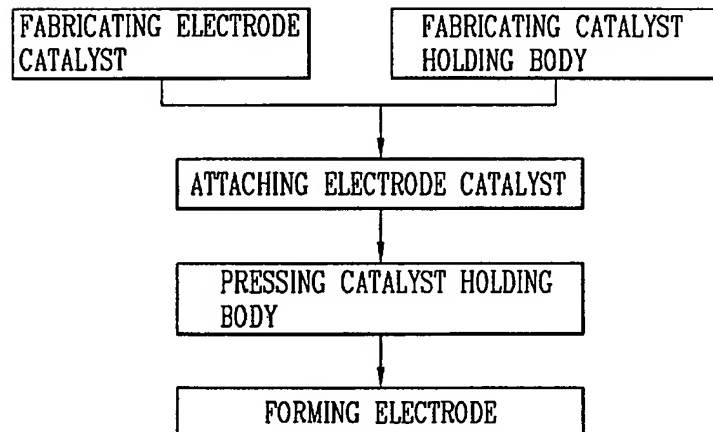 FABRICATING ELECTRODE
CATALYST
FABRICATING CATALYST
HOLDING BODY
ATTACHING ELECTRODE CATALYST
PRESSING CATALYST HOLDING
BODY
FORMING ELECTRODE